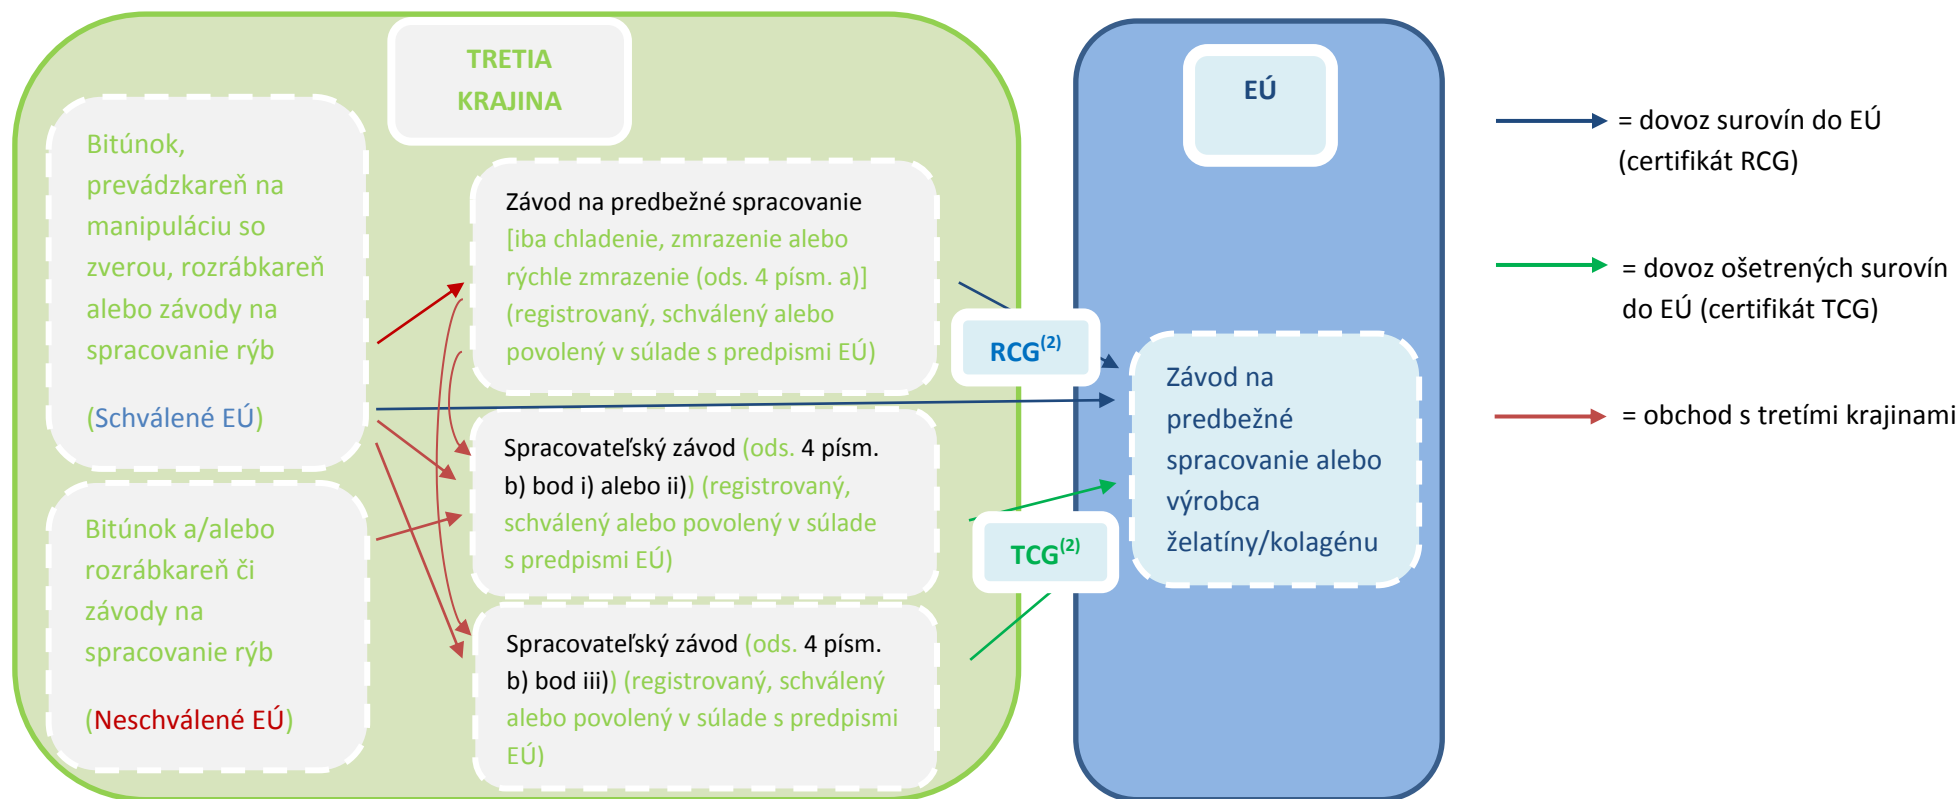 TRETIA
KRAJINA
Bitúnok,
prevádzkareň na
manipuláciu so
zverou, rozrábkareň
alebo závody na
spracovanie rýb
(Schválené EÚ)
Bitúnok a/alebo
rozrábkareň či
závody na
spracovanie rýb
(Neschválené EÚ)
Závod na predbežné spracovanie
[iba chladenie, zmrazenie alebo
rýchle zmrazenie (ods. 4 písm. a)]
(registrovaný, schválený alebo
povolený v súlade s predpismi EÚ)
Spracovateľský závod (ods. 4 písm.
b) bod i) alebo ii)) (registrovaný,
schválený alebo povolený v súlade
s predpismi EÚ)
Spracovateľský závod (ods. 4 písm.
b) bod iii)) (registrovaný, schválený
alebo povolený v súlade s predpismi
EÚ)
RCG(2)
TCG(2)
EÚ
Závod na
predbežné
spracovanie alebo
výrobca
želatíny/kolagénu
= dovoz surovín do EÚ
(certifikát RCG)
= dovoz ošetrených surovín
do EÚ (certifikát TCG)
= obchod s tretími krajinami